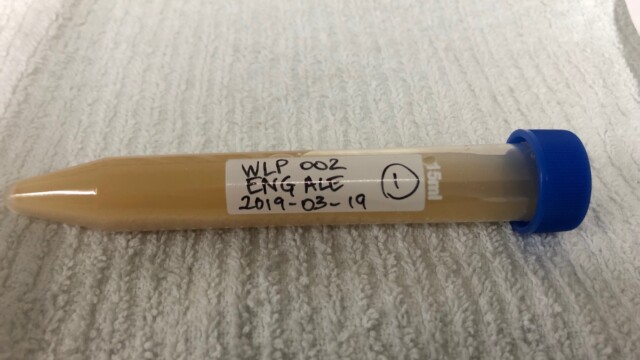 WLP 002
ENG ALE
2019-03-19
1
15ml